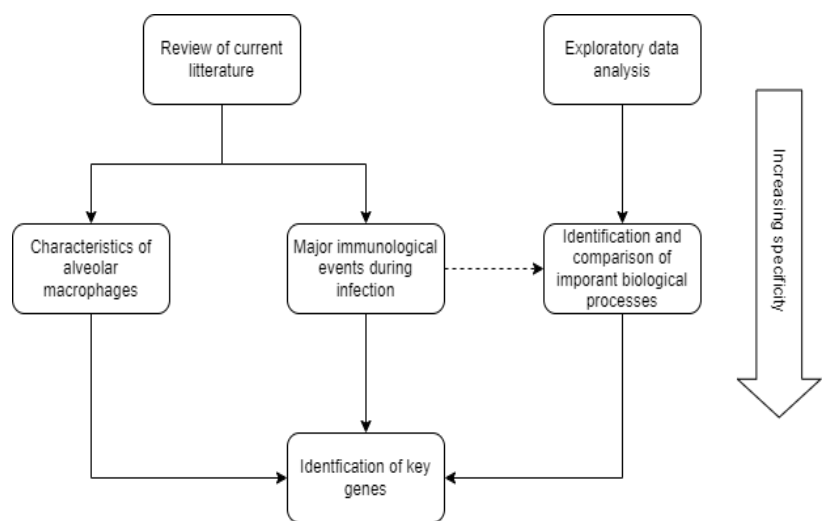 Review of current
litterature
Exploratory data
analysis
Characteristics of
alveolar
macrophages
Major immunological
events during
infection
Identification and
comparison of
imporant biological
processes
Increasing specificity
Identfication of key
genes